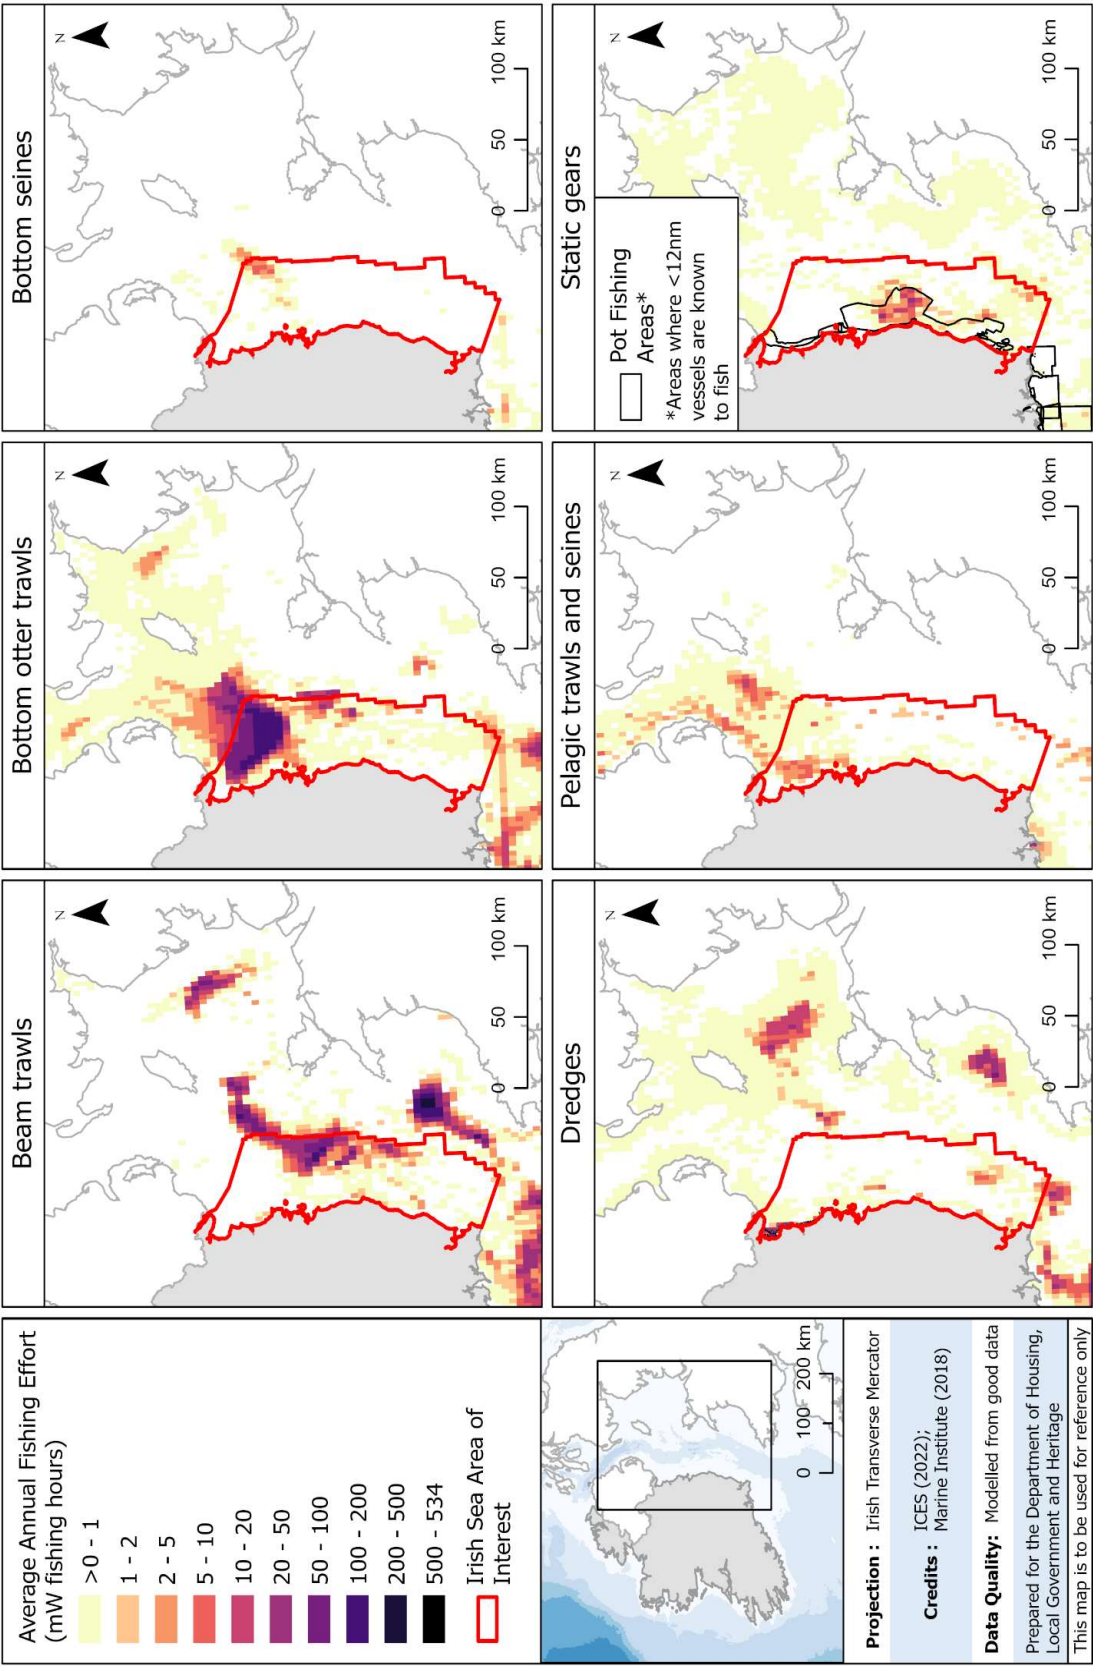 Average Annual Fishing Effort
(mW fishing hours)
>0 - 1
1 - 2
2 - 5
5 - 10
10 - 20
20 - 50
50 - 100
100 - 200
200 - 500
500 - 534
Irish Sea Area of
Interest
0 100 200 km
Projection : Irish Transverse Mercator
Credits : ICES (2022);
Marine Institute (2018)
Data Quality: Modelled from good data
Prepared for the Department of Housing,
Local Government and Heritage
This map is to be used for reference only
Beam trawls
N
0 50 100 km
Bottom otter trawls
N
0 50 100 km
Bottom seines
N
0 50 100 km
Dredges
N
0 50 100 km
Pelagic trawls and seines
N
0 50 100 km
Static gears
N
Pot Fishing
Areas*
*Areas where <12nm
vessels are known
to fish
0 50 100 km